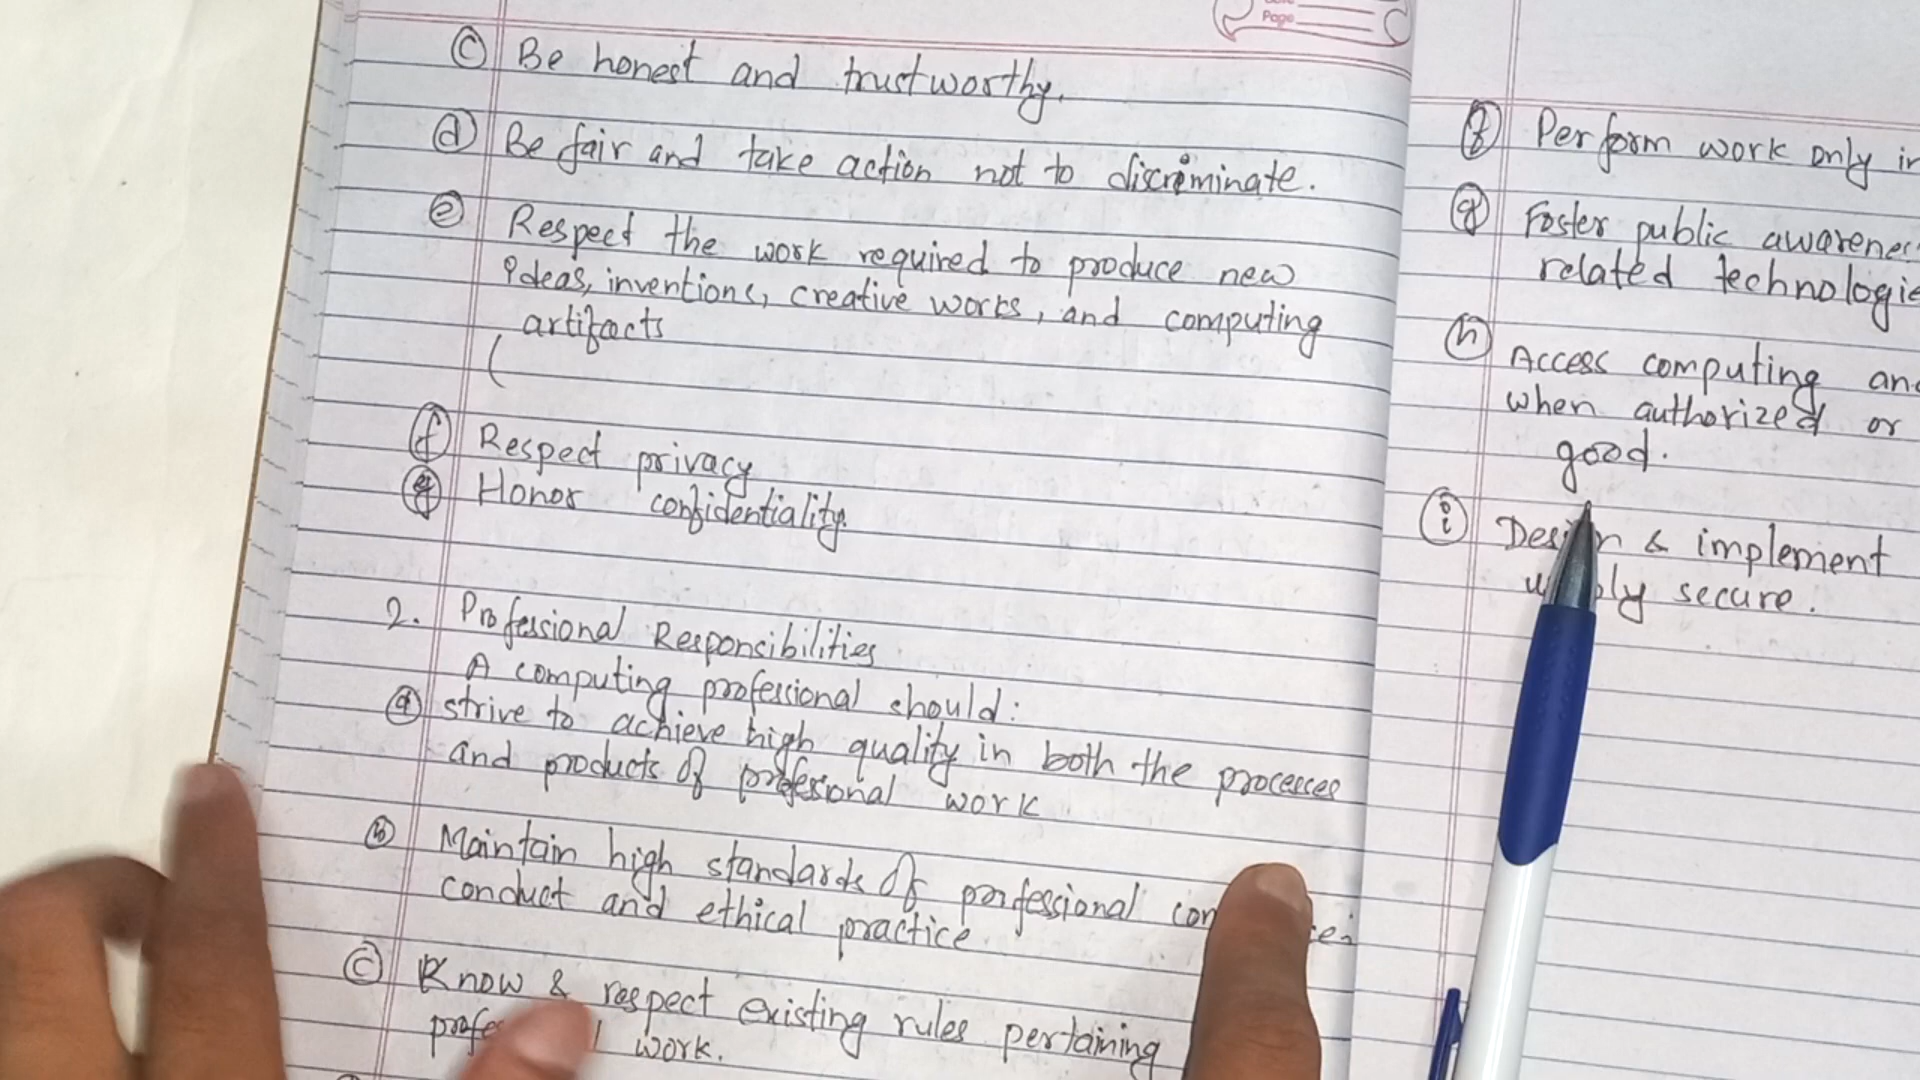 Page
c Be honest and trustworthy.
d Be fair and take action not to discriminate.
e Respect the work required to produce new
ideas, inventions, creative works, and computing
artifacts
(
f Respect privacy
g Honor confidentiality.
2. Professional Responsibilities
A computing professional should:
a strive to achieve high quality in both the processes
and products of professional work
b Maintain high standards of professional
conduct and ethical practice
c Know & respect existing rules pertaining
work.
f Perform work only in
g Foster public
related
h Access computing
when authorized or
good.
i & implement
secure.